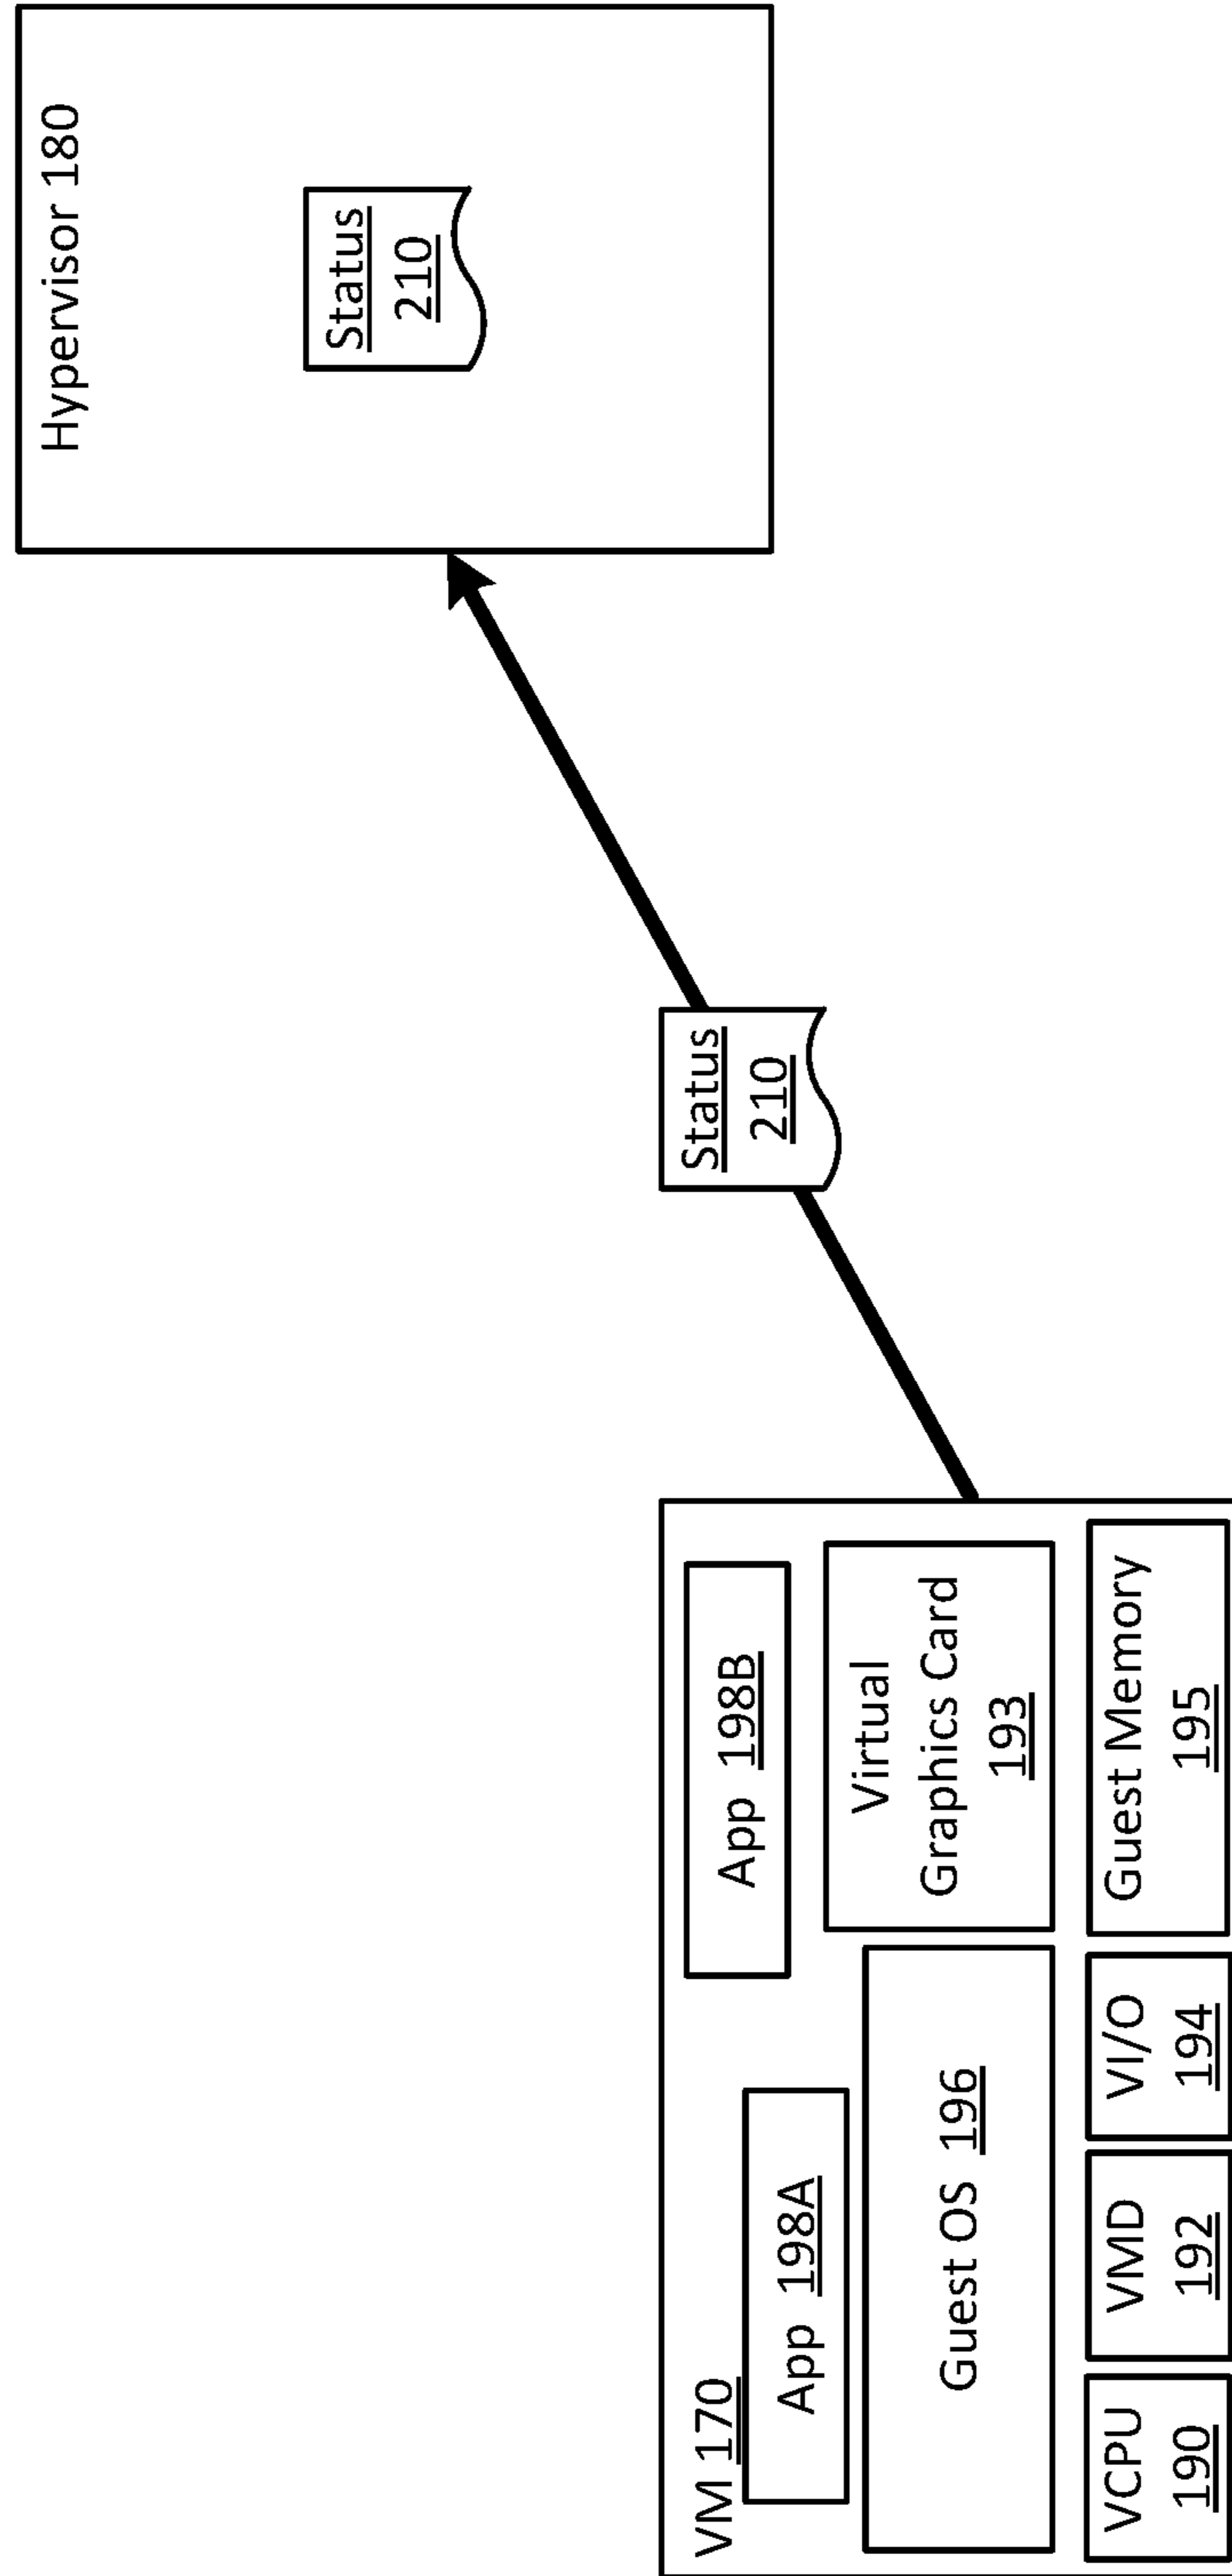 Hypervisor 180
Status
210
Status
210
VM 170
App 198B
App 198A
Virtual
Graphics Card
193
Guest OS 196
VCPU
190
VMD
192
VI/O
194
Guest Memory
195